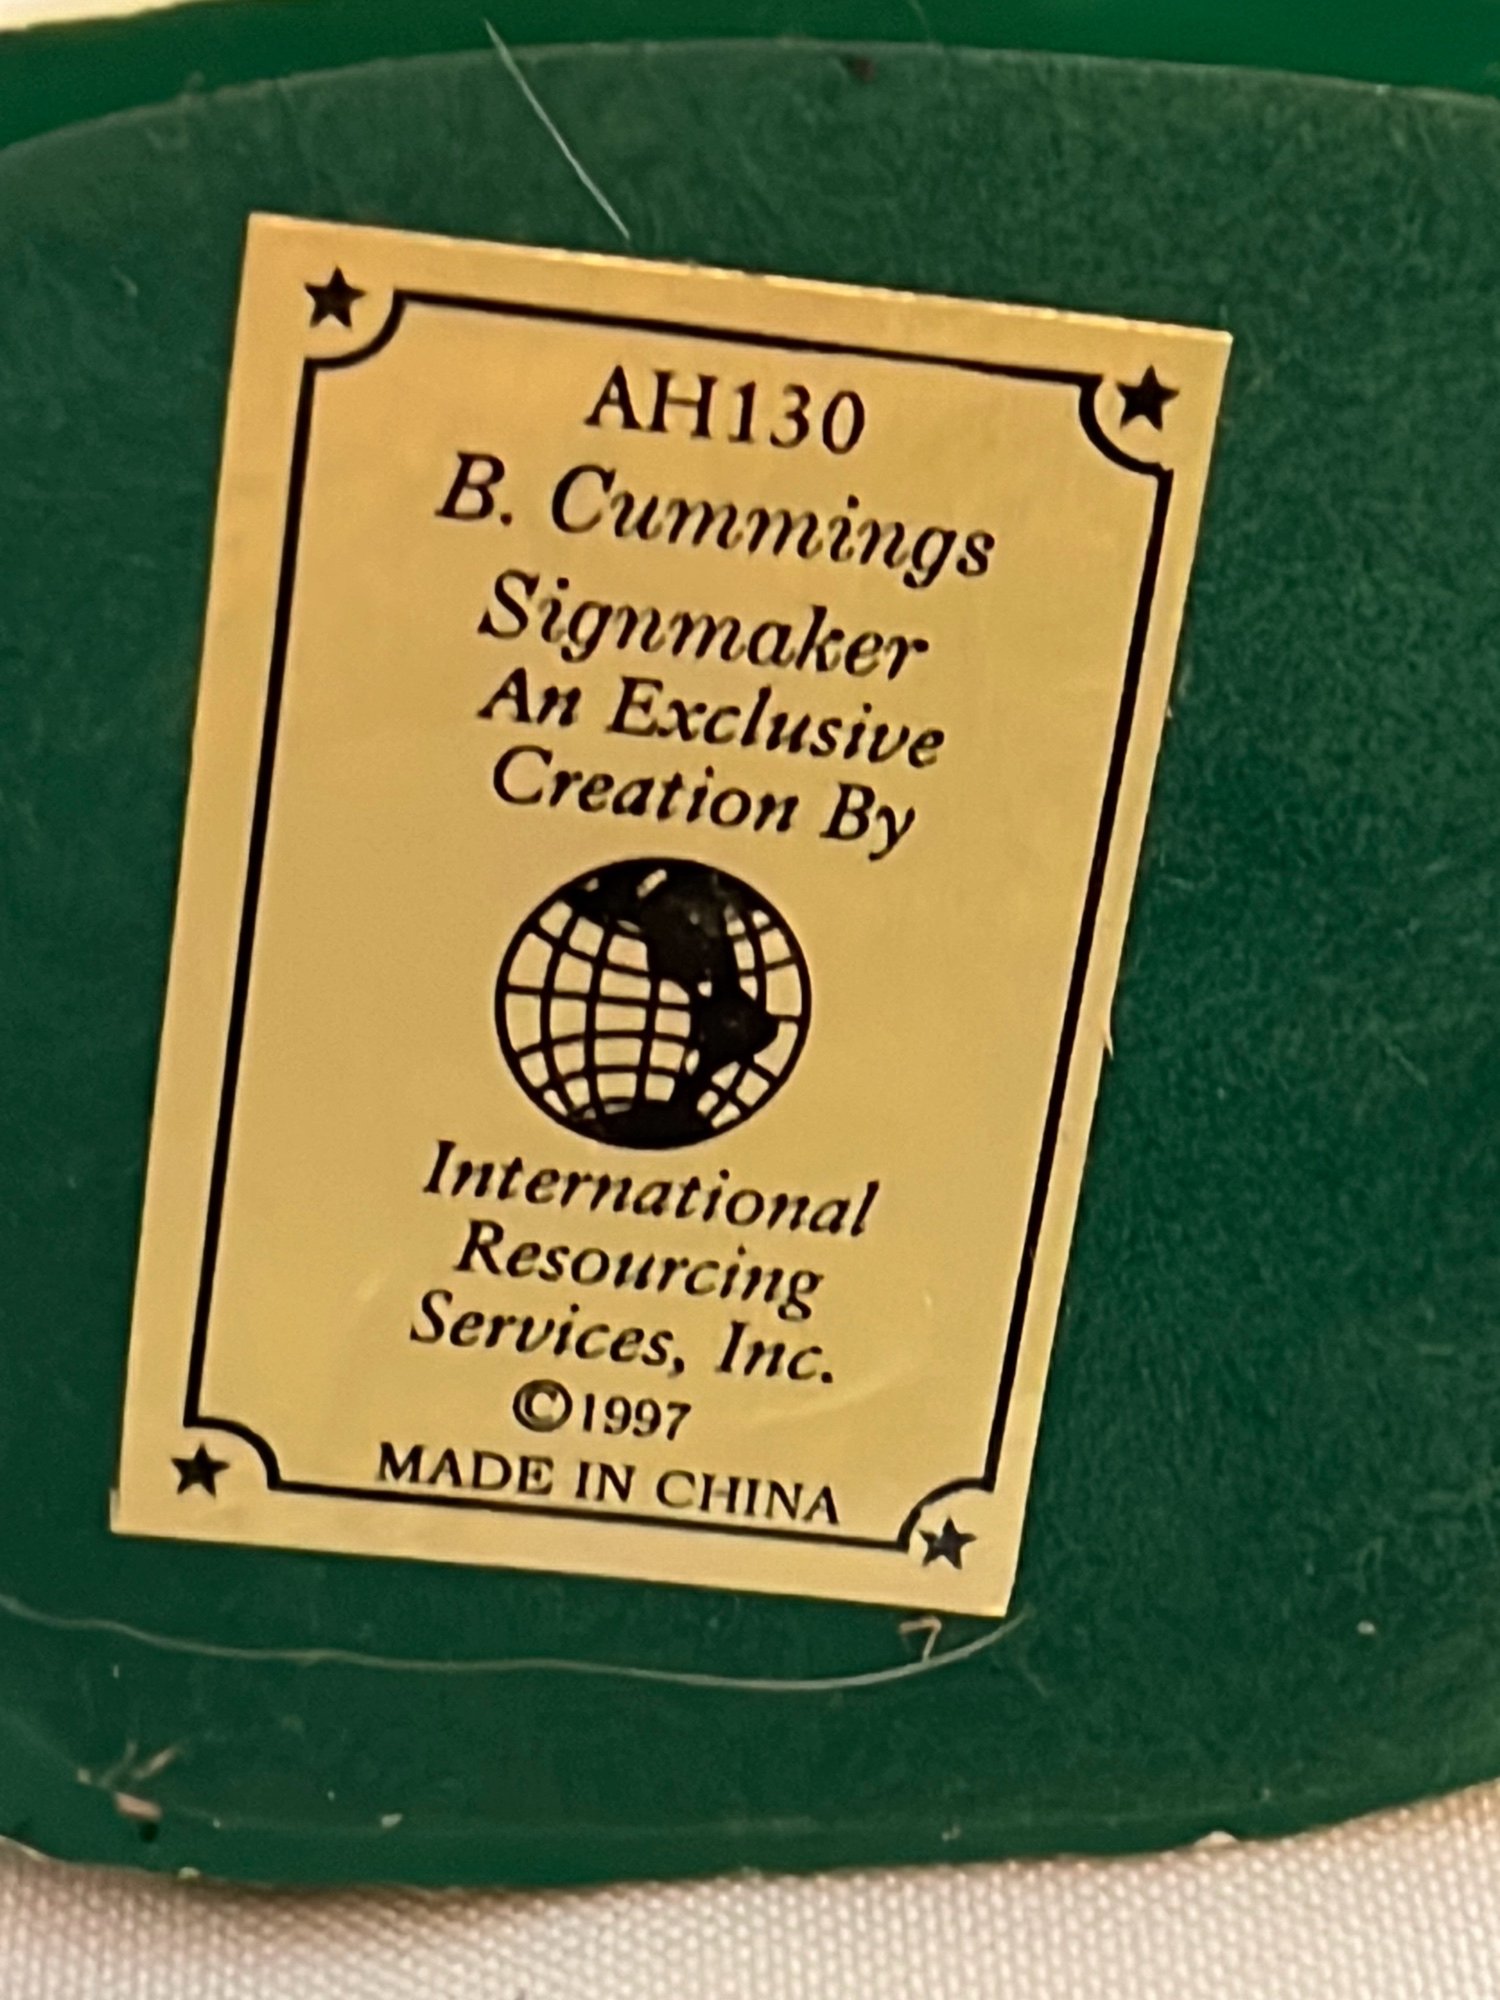 AH130
B. Cummings
Signmaker
An Exclusive
Creation By
International
Resourcing
Services, Inc.
©1997
MADE IN CHINA